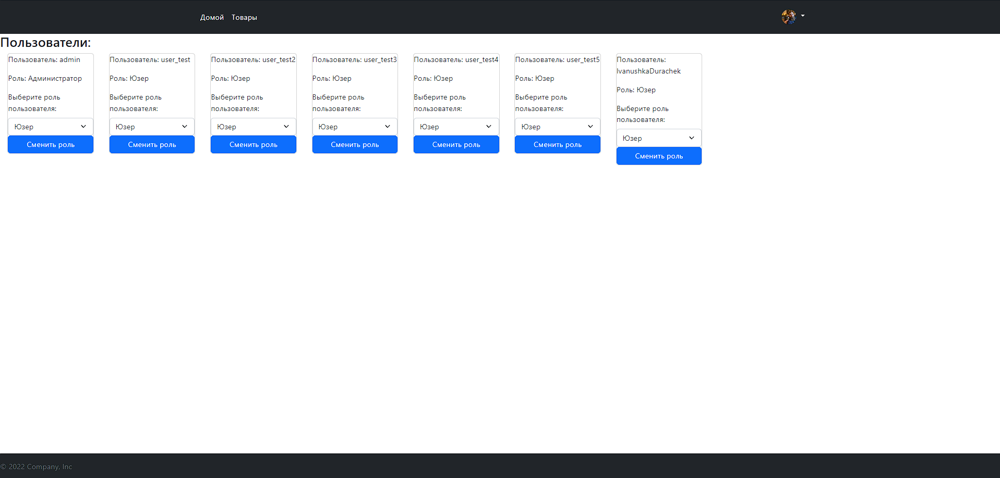 Домой Товары
Пользователи:
Пользователь: admin
Роль: Администратор
Выберите роль
пользователя:
Юзер
Сменить роль
Пользователь: user_test
Роль: Юзер
Выберите роль
пользователя:
Юзер
Сменить роль
Пользователь: user_test2
Роль: Юзер
Выберите роль
пользователя:
Юзер
Сменить роль
Пользователь: user_test3
Роль: Юзер
Выберите роль
пользователя:
Юзер
Сменить роль
Пользователь: user_test4
Роль: Юзер
Выберите роль
пользователя:
Юзер
Сменить роль
Пользователь: user_test5
Роль: Юзер
Выберите роль
пользователя:
Юзер
Сменить роль
Пользователь:
IvanushkaDurachek
Роль: Юзер
Выберите роль
пользователя:
Юзер
Сменить роль
© 2022 Company, Inc